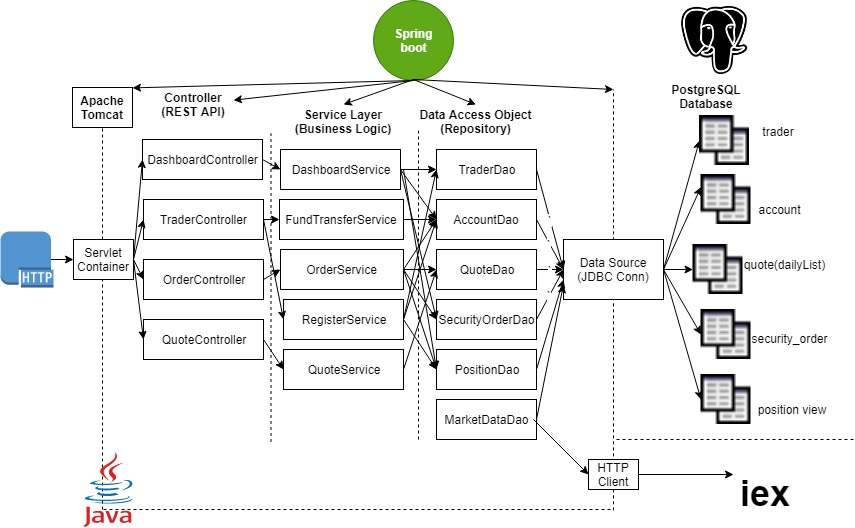 Spring
boot
PostgreSQL
Database
Apache
Tomcat
Controller
(REST API)
Service Layer
(Business Logic)
Data Access Object
(Repository)
trader
DashboardController
DashboardService
TraderDao
account
TraderController
FundTransferService
AccountDao
HTTP
Servlet
Container
OrderController
OrderService
QuoteDao
Data Source
(JDBC Conn)
quote(dailyList)
QuoteController
RegisterService
SecurityOrderDao
security_order
QuoteService
PositionDao
position view
MarketDataDao
HTTP
Client
iex
Java